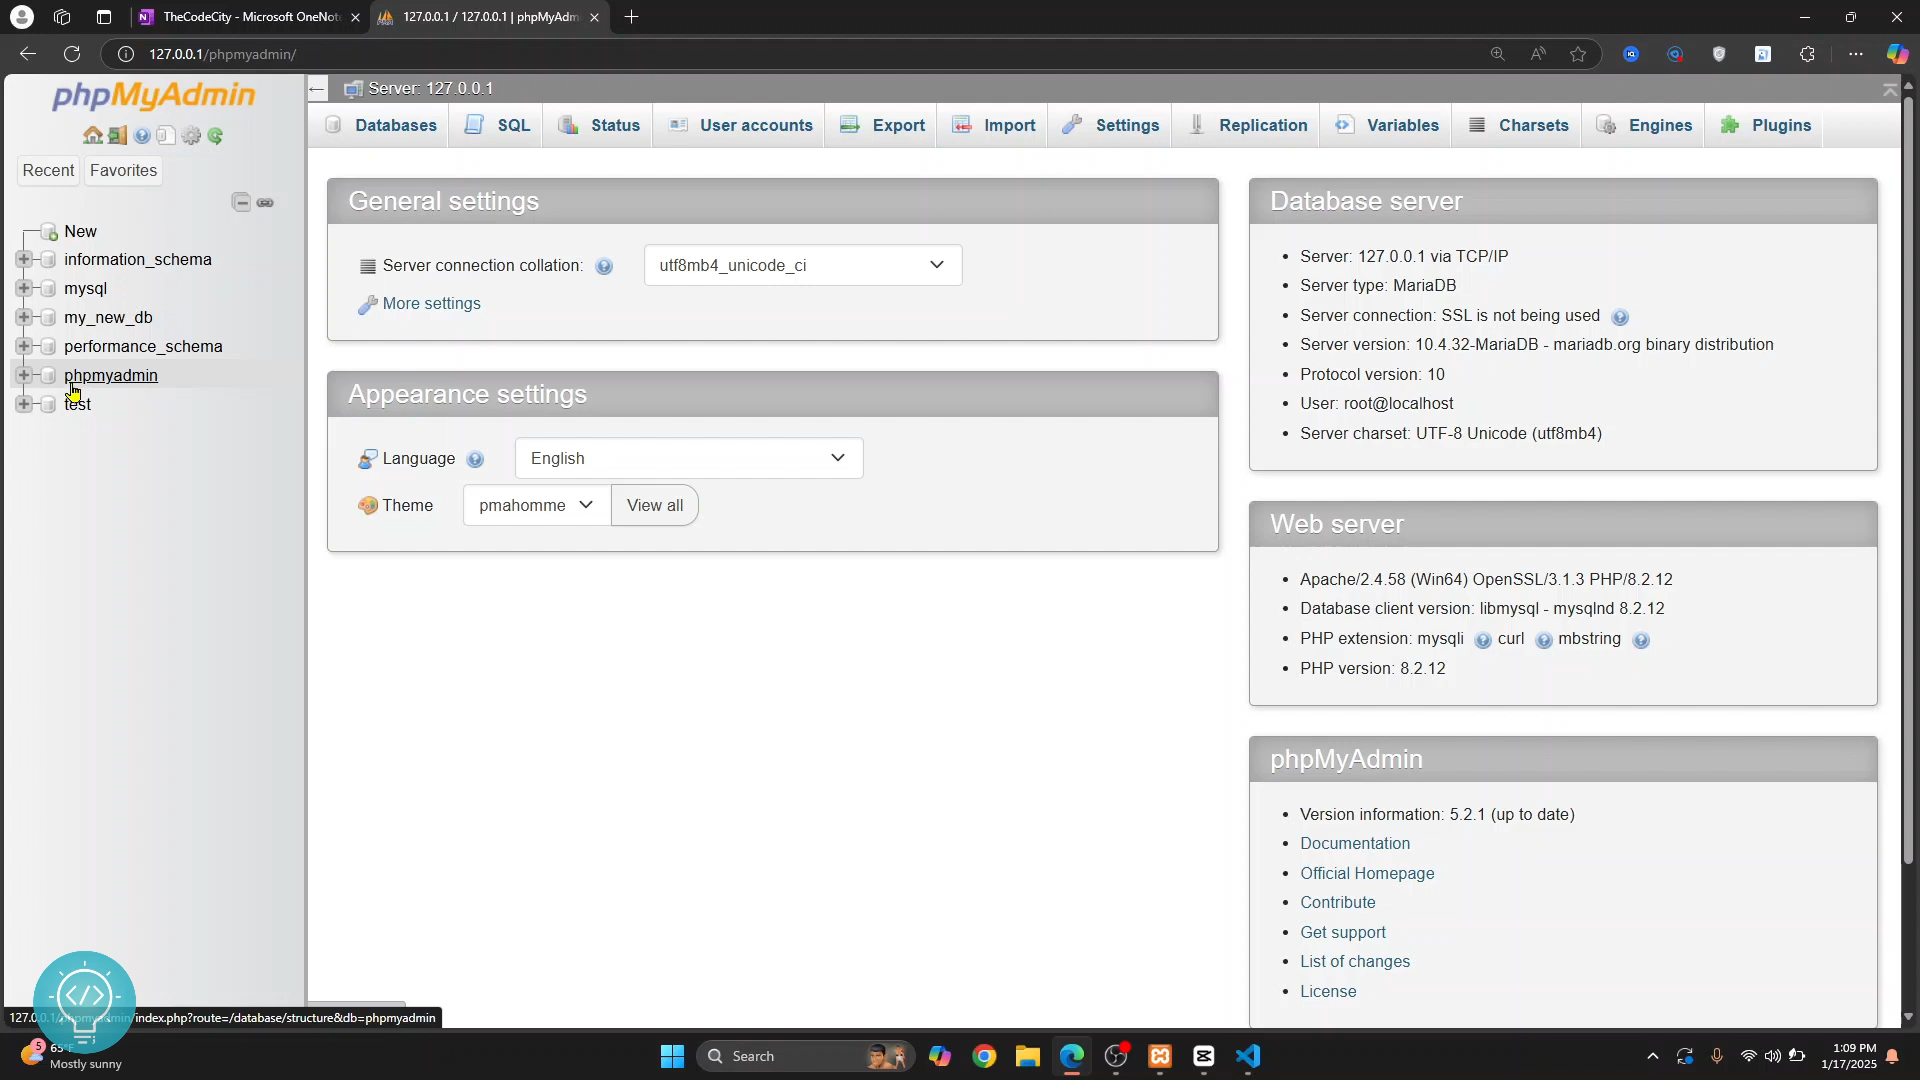 TheCodeCity - Microsoft OneNote
127.0.0.1 / 127.0.0.1 | phpMyAdm
127.0.0.1/phpmyadmin/
phpMyAdmin
Recent
Favorites
New
information_schema
mysql
my_new_db
performance_schema
phpmyadmin
test
Server: 127.0.0.1
Databases
SQL
Status
User accounts
Export
Import
Settings
Replication
Variables
Charsets
Engines
Plugins
General settings
Server connection collation:
utf8mb4_unicode_ci
More settings
Appearance settings
Language
English
Theme
pmahomme
View all
Database server
Server: 127.0.0.1 via TCP/IP
Server type: MariaDB
Server connection: SSL is not being used
Server version: 10.4.32-MariaDB - mariadb.org binary distribution
Protocol version: 10
User: root@localhost
Server charset: UTF-8 Unicode (utf8mb4)
Web server
Apache/2.4.58 (Win64) OpenSSL/3.1.3 PHP/8.2.12
Database client version: libmysql - mysqlnd 8.2.12
PHP extension: mysqli curl mbstring
PHP version: 8.2.12
phpMyAdmin
Version information: 5.2.1 (up to date)
Documentation
Official Homepage
Contribute
Get support
List of changes
License
127.0.0.1/phpmyadmin/index.php?route=/database/structure&db=phpmyadmin
5
65°F
Mostly sunny
Search
1:09 PM
1/17/2025